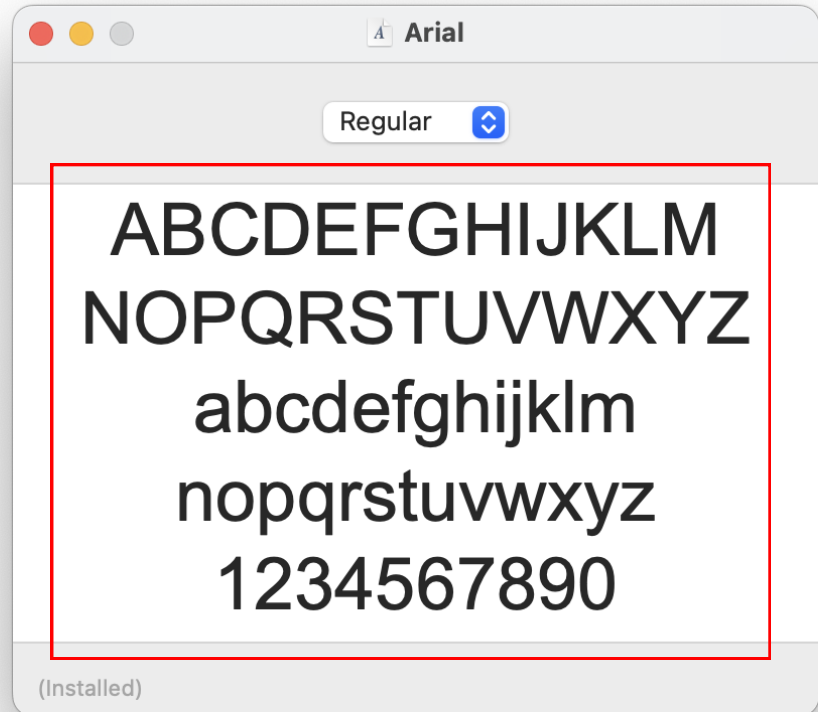 Arial
Regular
ABCDEFGHIJKLM
NOPQRSTUVWXYZ
abcdefghijklm
nopqrstuvwxyz
1234567890
(Installed)